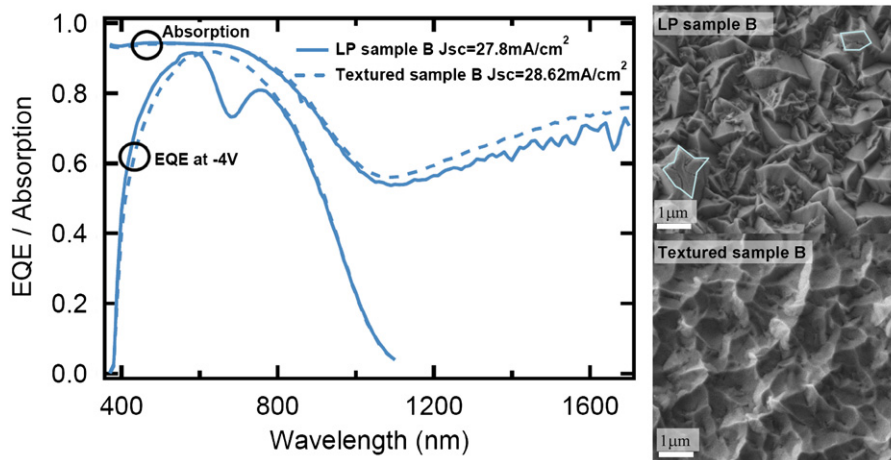 Absorption
LP sample B Jsc=27.8mA/cm²
Textured sample B Jsc=28.62mA/cm²
EQE at -4V
EQE / Absorption
1.0
0.8
0.6
0.4
0.2
0.0
400
800
1200
1600
Wavelength (nm)
LP sample B
1µm
Textured sample B
1µm